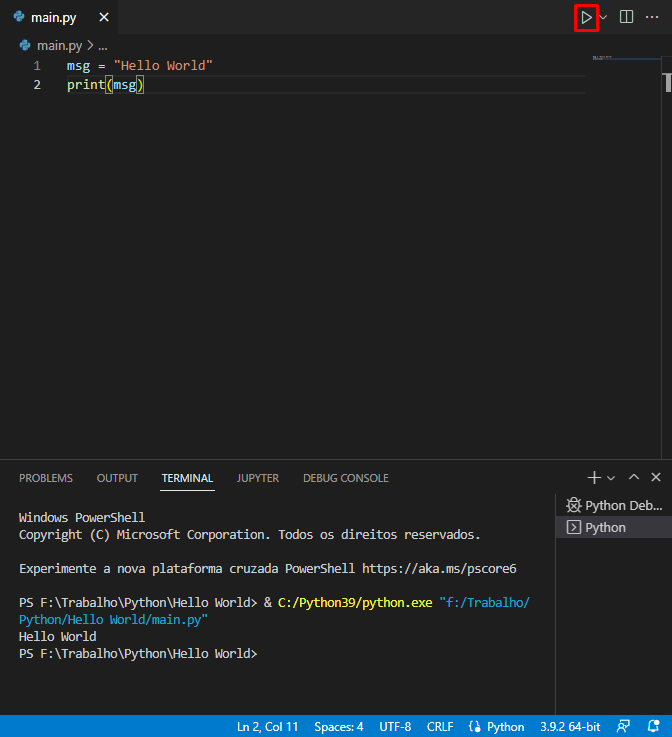 main.py
main.py > ...
1 msg = "Hello World"
2 print(msg)
PROBLEMS OUTPUT TERMINAL JUPYTER DEBUG CONSOLE
Python Deb...
Python
Windows PowerShell
Copyright (C) Microsoft Corporation. Todos os direitos reservados.
Experimente a nova plataforma cruzada PowerShell https://aka.ms/pscore6
PS F:\Trabalho\Python\Hello World> & C:/Python39/python.exe "f:/Trabalho/
Python/Hello World/main.py"
Hello World
PS F:\Trabalho\Python\Hello World>
Ln 2, Col 11 Spaces: 4 UTF-8 CRLF Python 3.9.2 64-bit